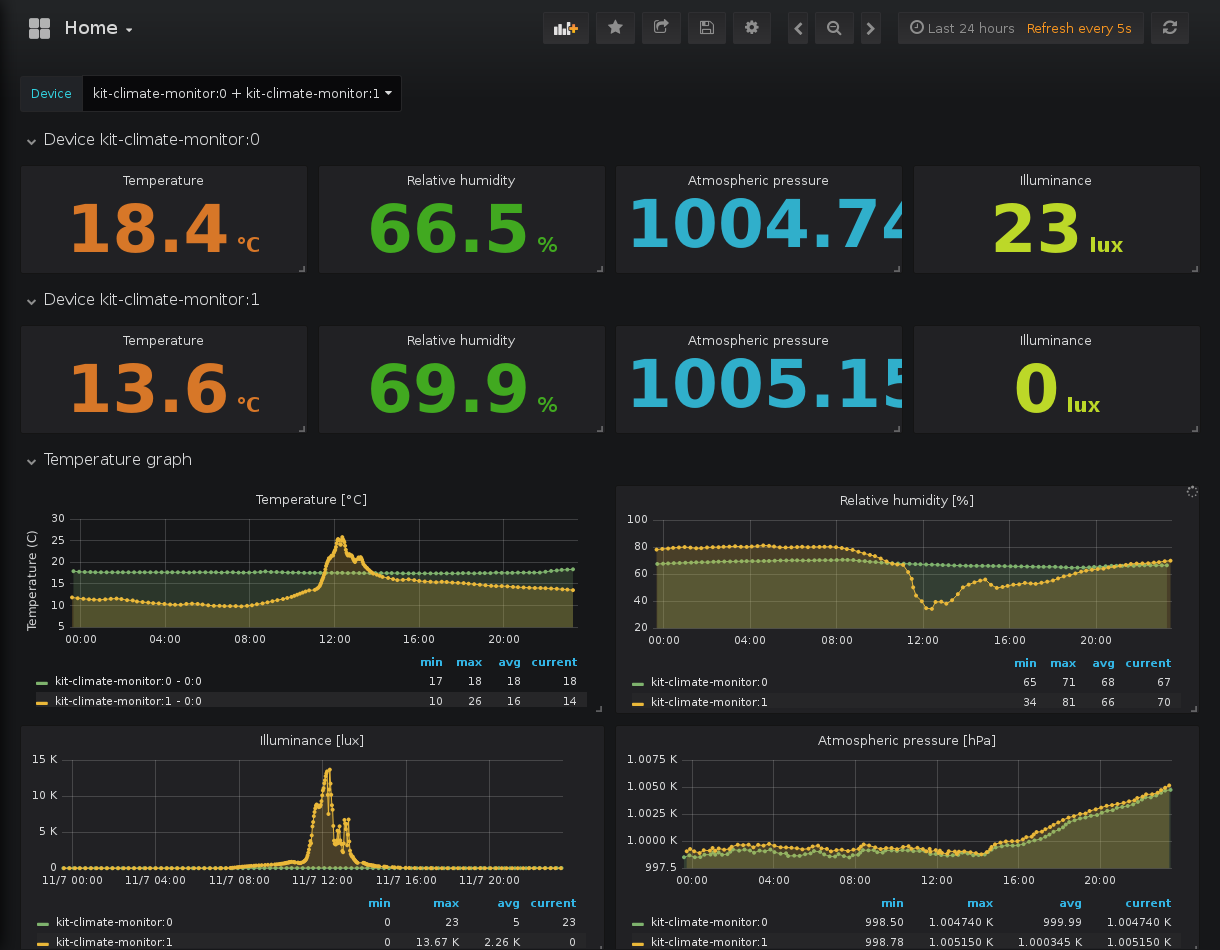 Home
Last 24 hours Refresh every 5s
Device kit-climate-monitor:0 + kit-climate-monitor:1
Device kit-climate-monitor:0
Temperature Relative humidity Atmospheric pressure Illuminance
18.4 °C 66.5 % 1004.74 23 lux
Device kit-climate-monitor:1
Temperature Relative humidity Atmospheric pressure Illuminance
13.6 °C 69.9 % 1005.15 0 lux
Temperature graph
Temperature [°C]
Temperature (C)
30
25
20
15
10
5
00:00 04:00 08:00 12:00 16:00 20:00
min max avg current
kit-climate-monitor:0 - 0:0 17 18 18 18
kit-climate-monitor:1 - 0:0 10 26 16 14
Relative humidity [%]
100
80
60
40
20
00:00 04:00 08:00 12:00 16:00 20:00
min max avg current
kit-climate-monitor:0 65 71 68 67
kit-climate-monitor:1 34 81 66 70
Illuminance [lux]
15 K
10 K
5 K
0
11/7 00:00 11/7 04:00 11/7 08:00 11/7 12:00 11/7 16:00 11/7 20:00
min max avg current
kit-climate-monitor:0 0 23 5 23
kit-climate-monitor:1 0 13.67 K 2.26 K 0
Atmospheric pressure [hPa]
1.0075 K
1.0050 K
1.0025 K
1.0000 K
997.5
00:00 04:00 08:00 12:00 16:00 20:00
min max avg current
kit-climate-monitor:0 998.50 1.004740 K 999.99 1.004740 K
kit-climate-monitor:1 998.78 1.005150 K 1.000345 K 1.005150 K